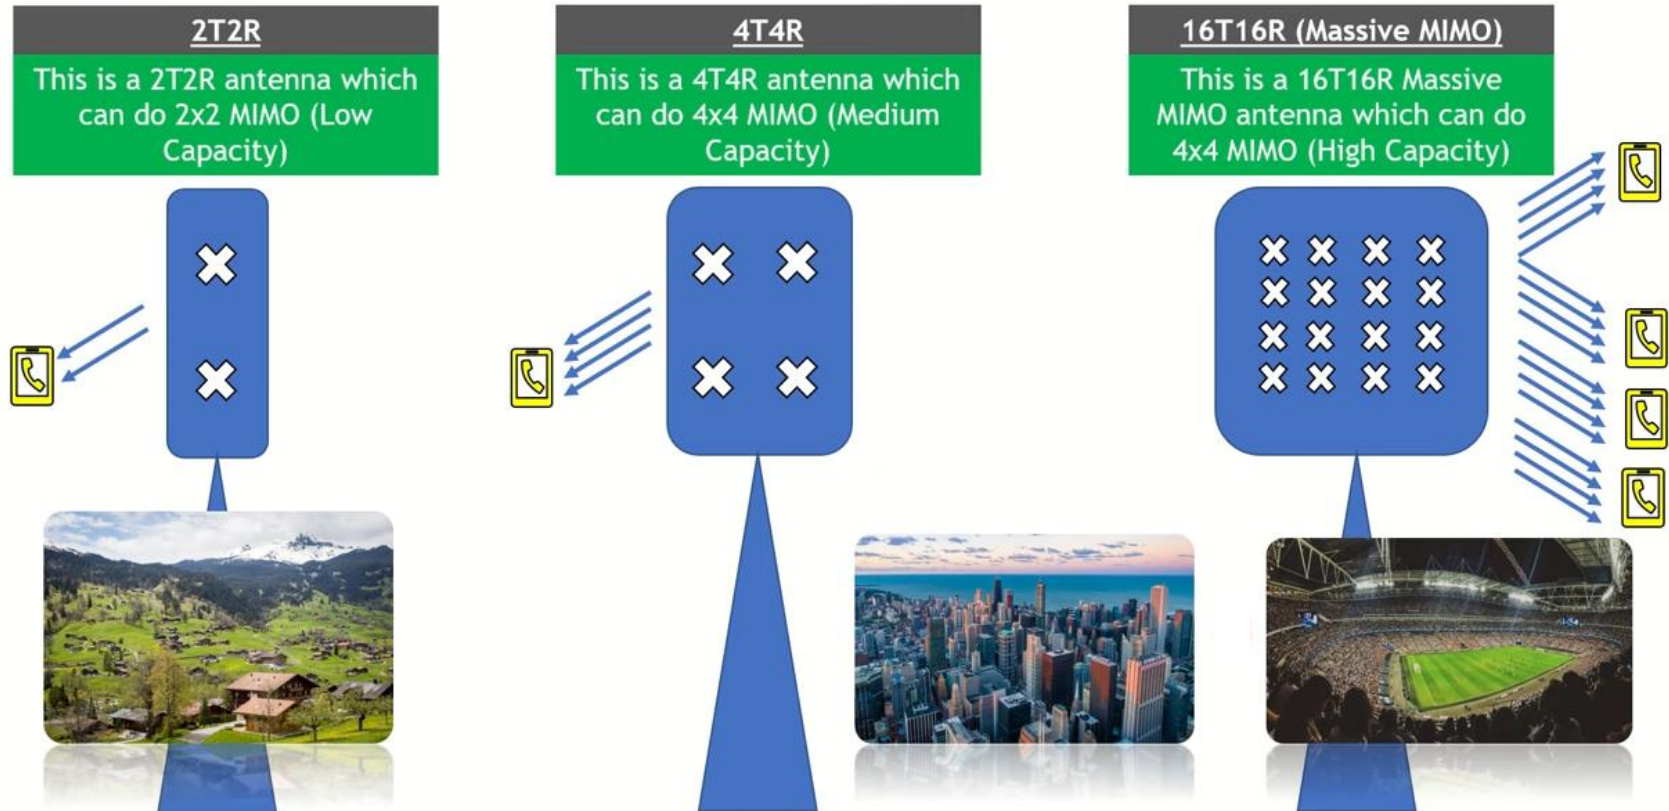 2T2R
This is a 2T2R antenna which
can do 2x2 MIMO (Low
Capacity)
4T4R
This is a 4T4R antenna which
can do 4x4 MIMO (Medium
Capacity)
16T16R (Massive MIMO)
This is a 16T16R Massive
MIMO antenna which can do
4x4 MIMO (High Capacity)